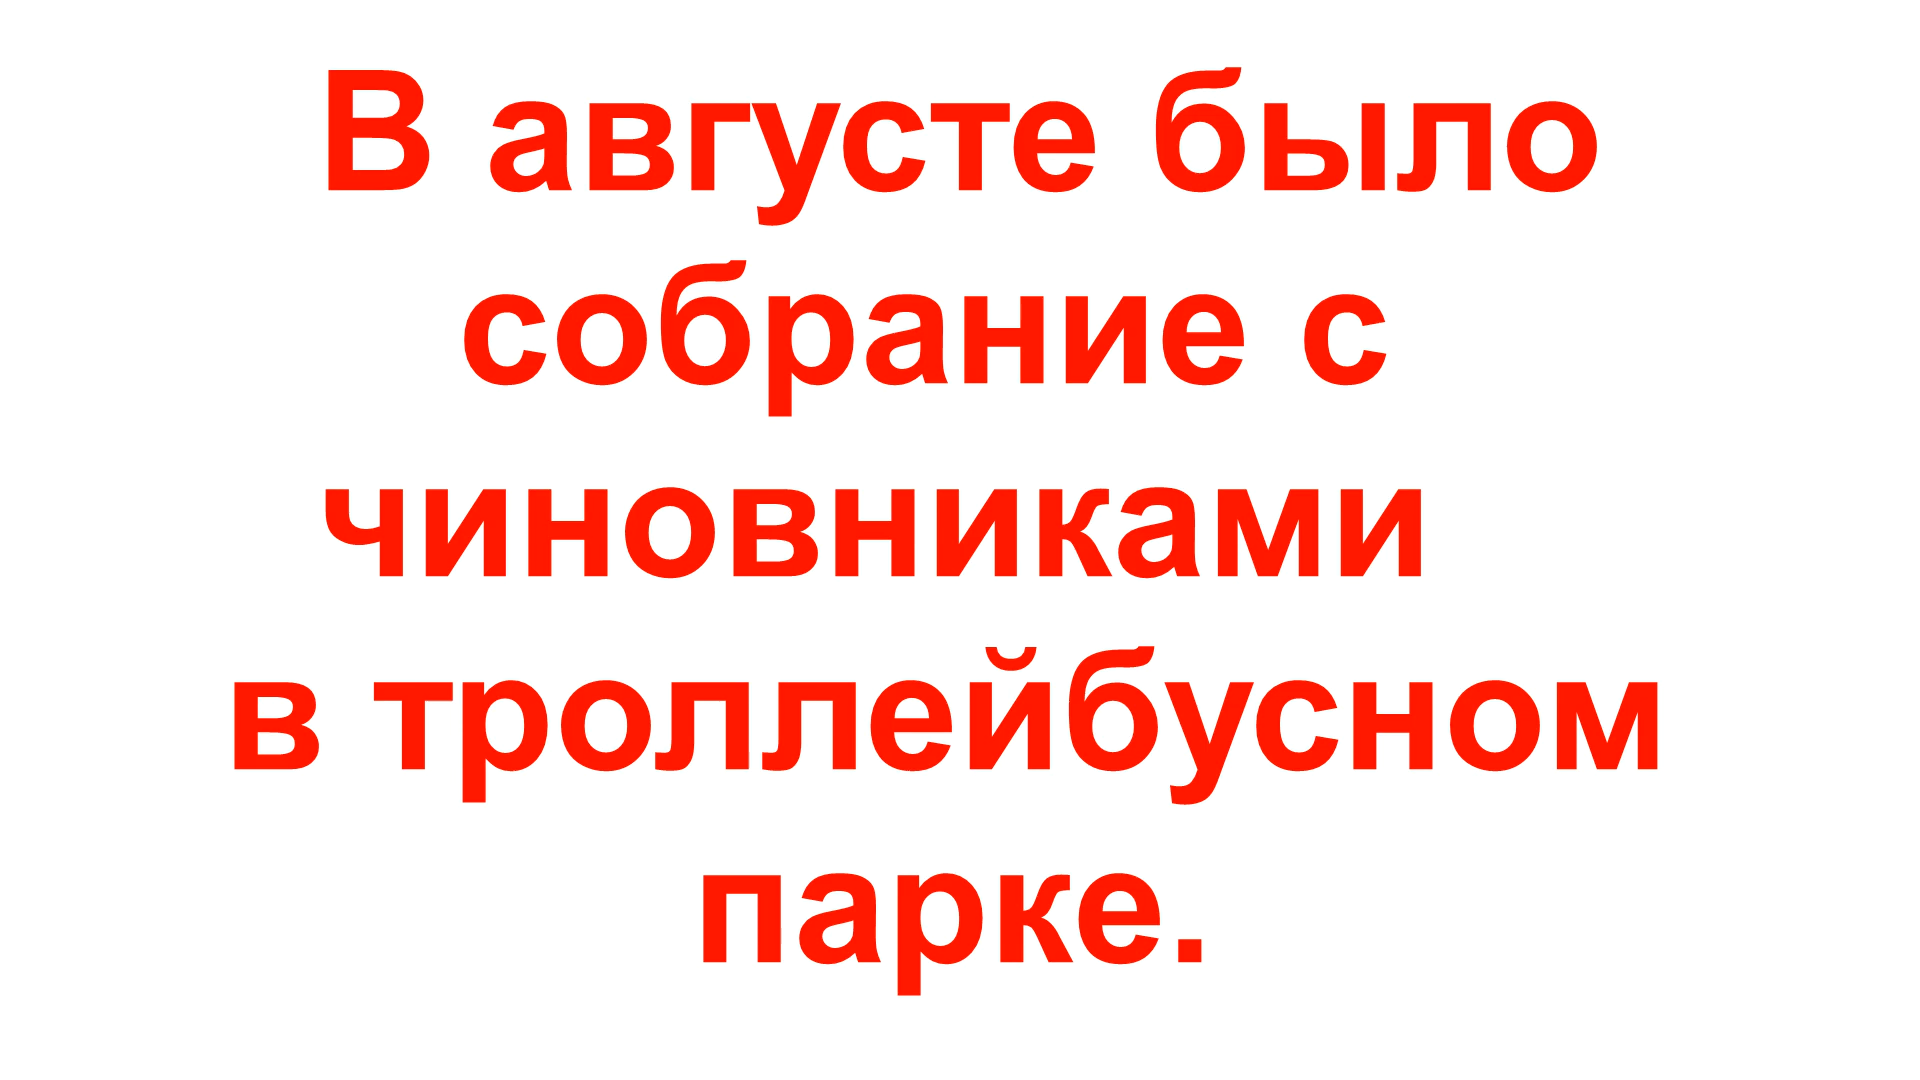 В августе было
собрание с
чиновниками
в троллейбусном
парке.